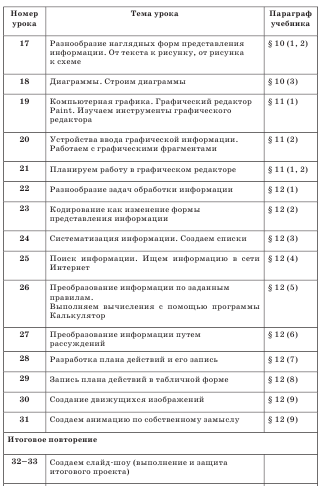 Номер урока
Тема урока
Параграф учебника
17 Разнообразие наглядных форм представления § 10 (1, 2)
информации. От текста к рисунку, от рисунка
к схеме
18 Диаграммы. Строим диаграммы § 10 (3)
19 Компьютерная графика. Графический редактор § 11 (1)
Paint. Изучаем инструменты графического
редактора
20 Устройства ввода графической информации. § 11 (2)
Работаем с графическими фрагментами
21 Планируем работу в графическом редакторе § 11 (1, 2)
22 Разнообразие задач обработки информации § 12 (1)
23 Кодирование как изменение формы § 12 (2)
представления информации
24 Систематизация информации. Создаем списки § 12 (3)
25 Поиск информации. Ищем информацию в сети § 12 (4)
Интернет
26 Преобразование информации по заданным § 12 (5)
правилам.
Выполняем вычисления с помощью программы
Калькулятор
27 Преобразование информации путем § 12 (6)
рассуждений
28 Разработка плана действий и его запись § 12 (7)
29 Запись плана действий в табличной форме § 12 (8)
30 Создание движущихся изображений § 12 (9)
31 Создаем анимацию по собственному замыслу § 12 (9)
Итоговое повторение
32–33 Создаем слайд-шоу (выполнение и защита
итогового проекта)